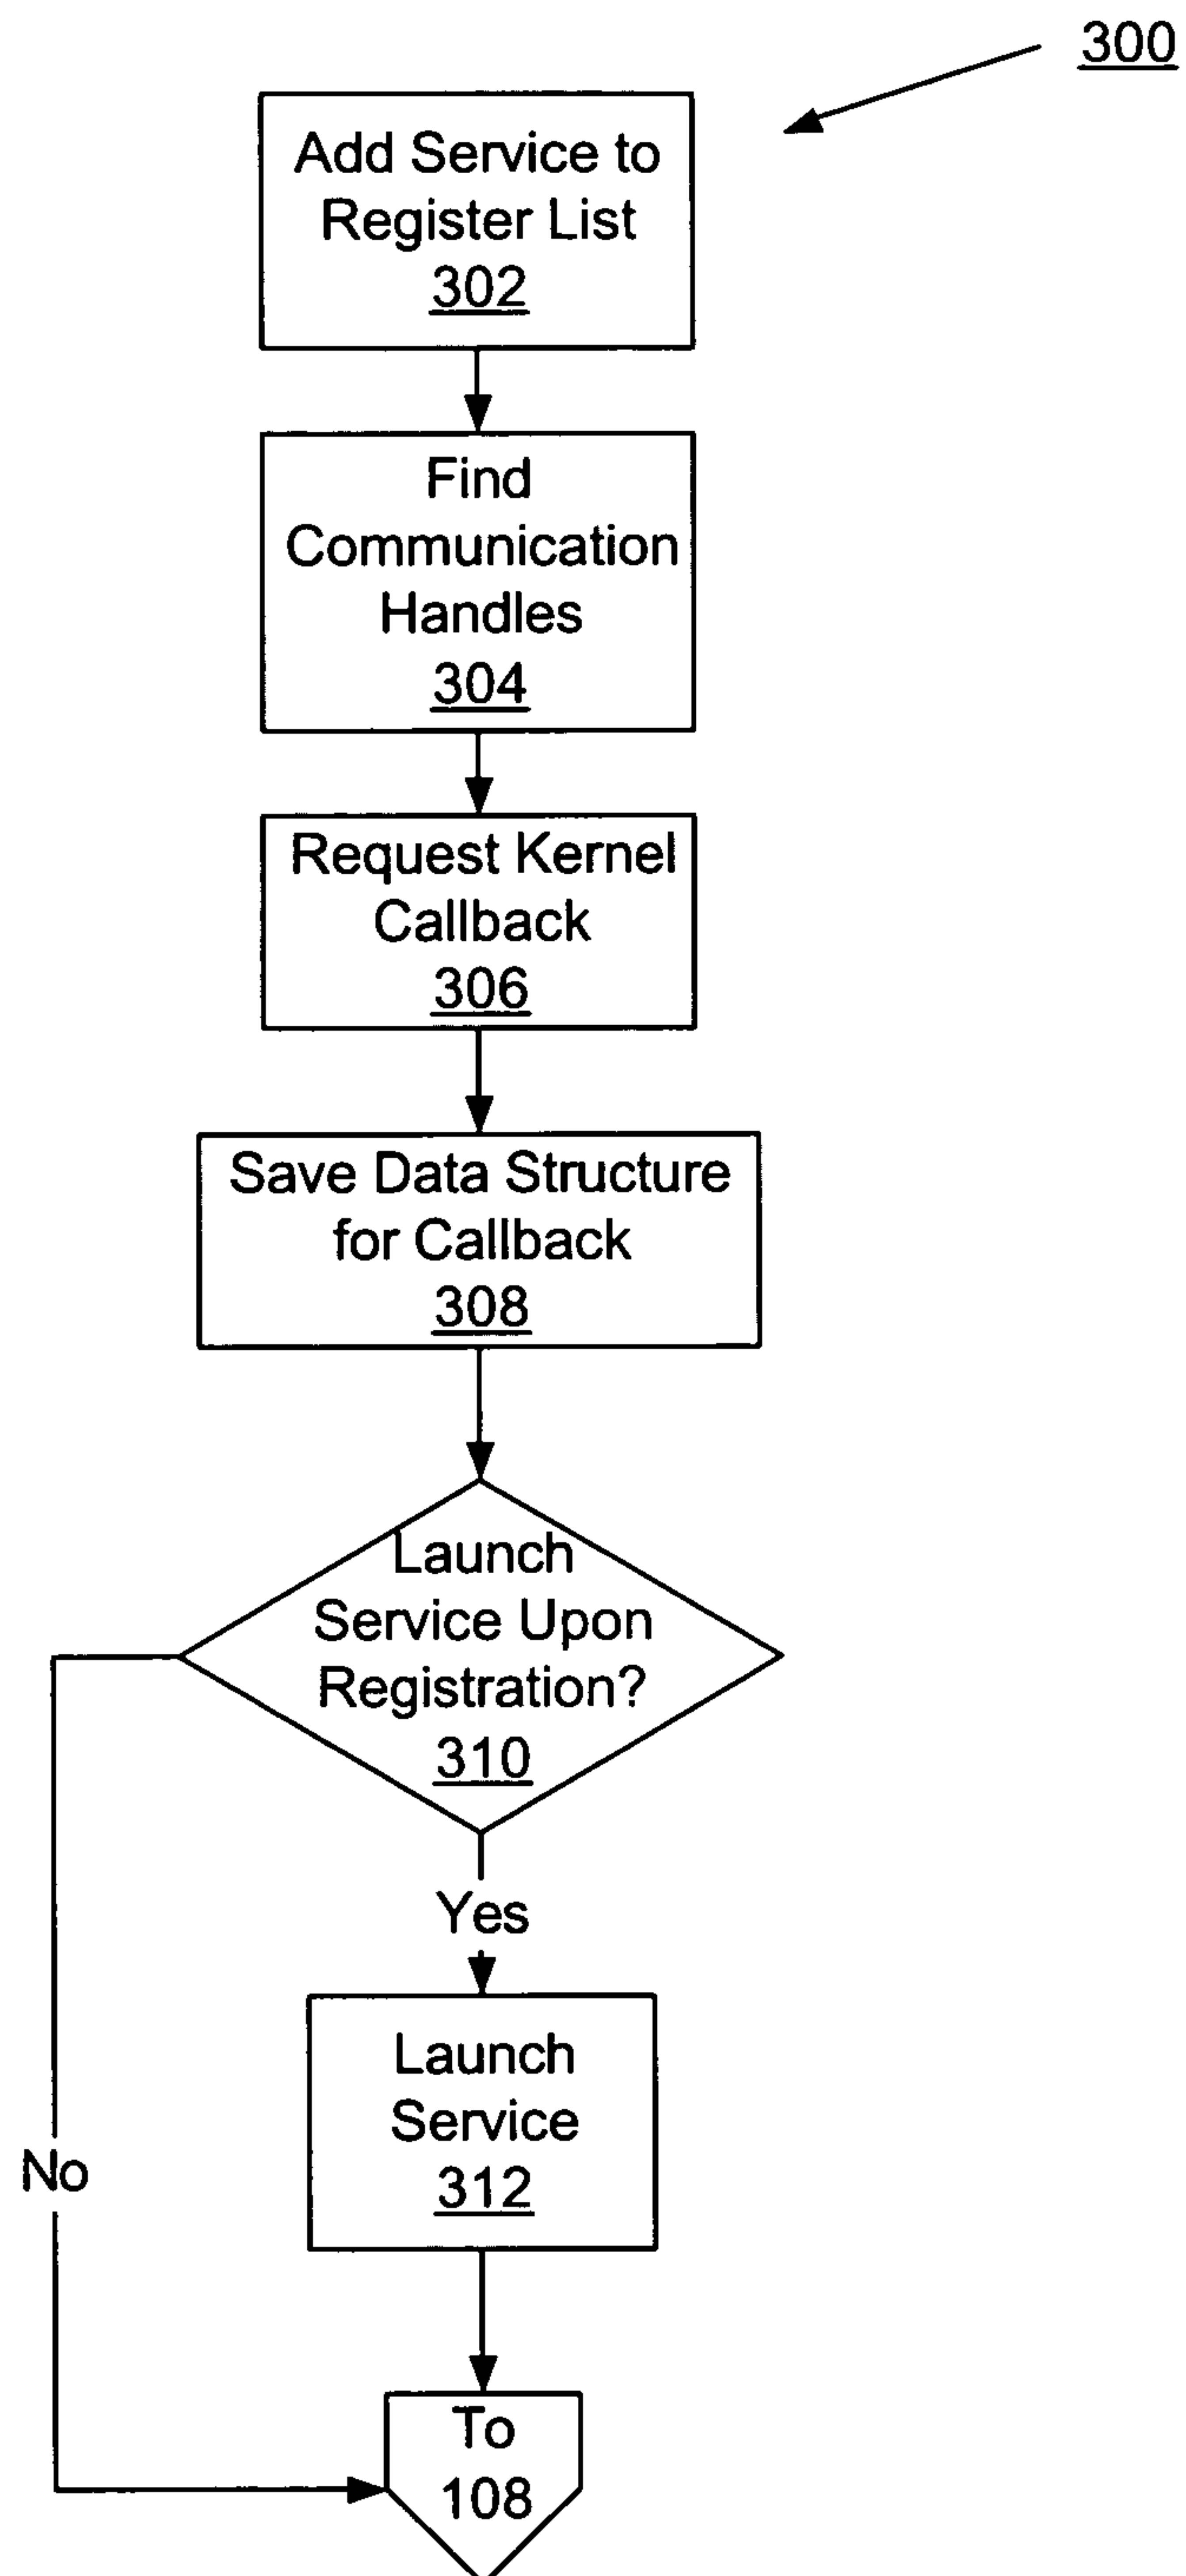 300
Add Service to
Register List
302
Find
Communication
Handles
304
Request Kernel
Callback
306
Save Data Structure
for Callback
308
Launch
Service Upon
Registration?
310
Yes
Launch
Service
312
No
To
108